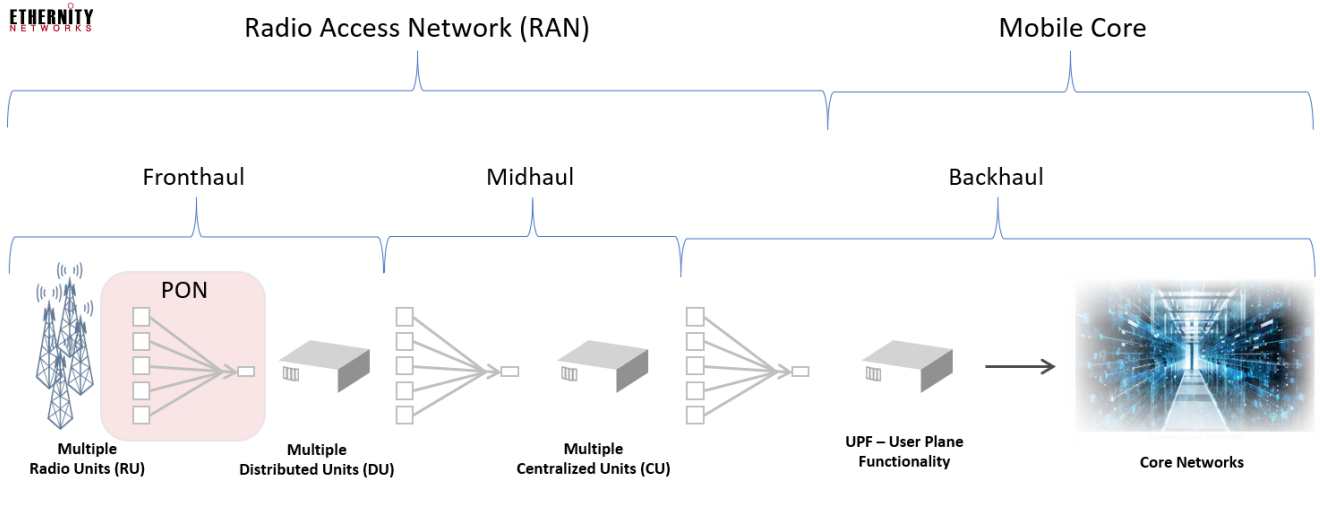 ETHERNITY
NETWORKS
Radio Access Network (RAN)
Mobile Core
Fronthaul
Midhaul
Backhaul
PON
Multiple
Radio Units (RU)
Multiple
Distributed Units (DU)
Multiple
Centralized Units (CU)
UPF – User Plane
Functionality
Core Networks